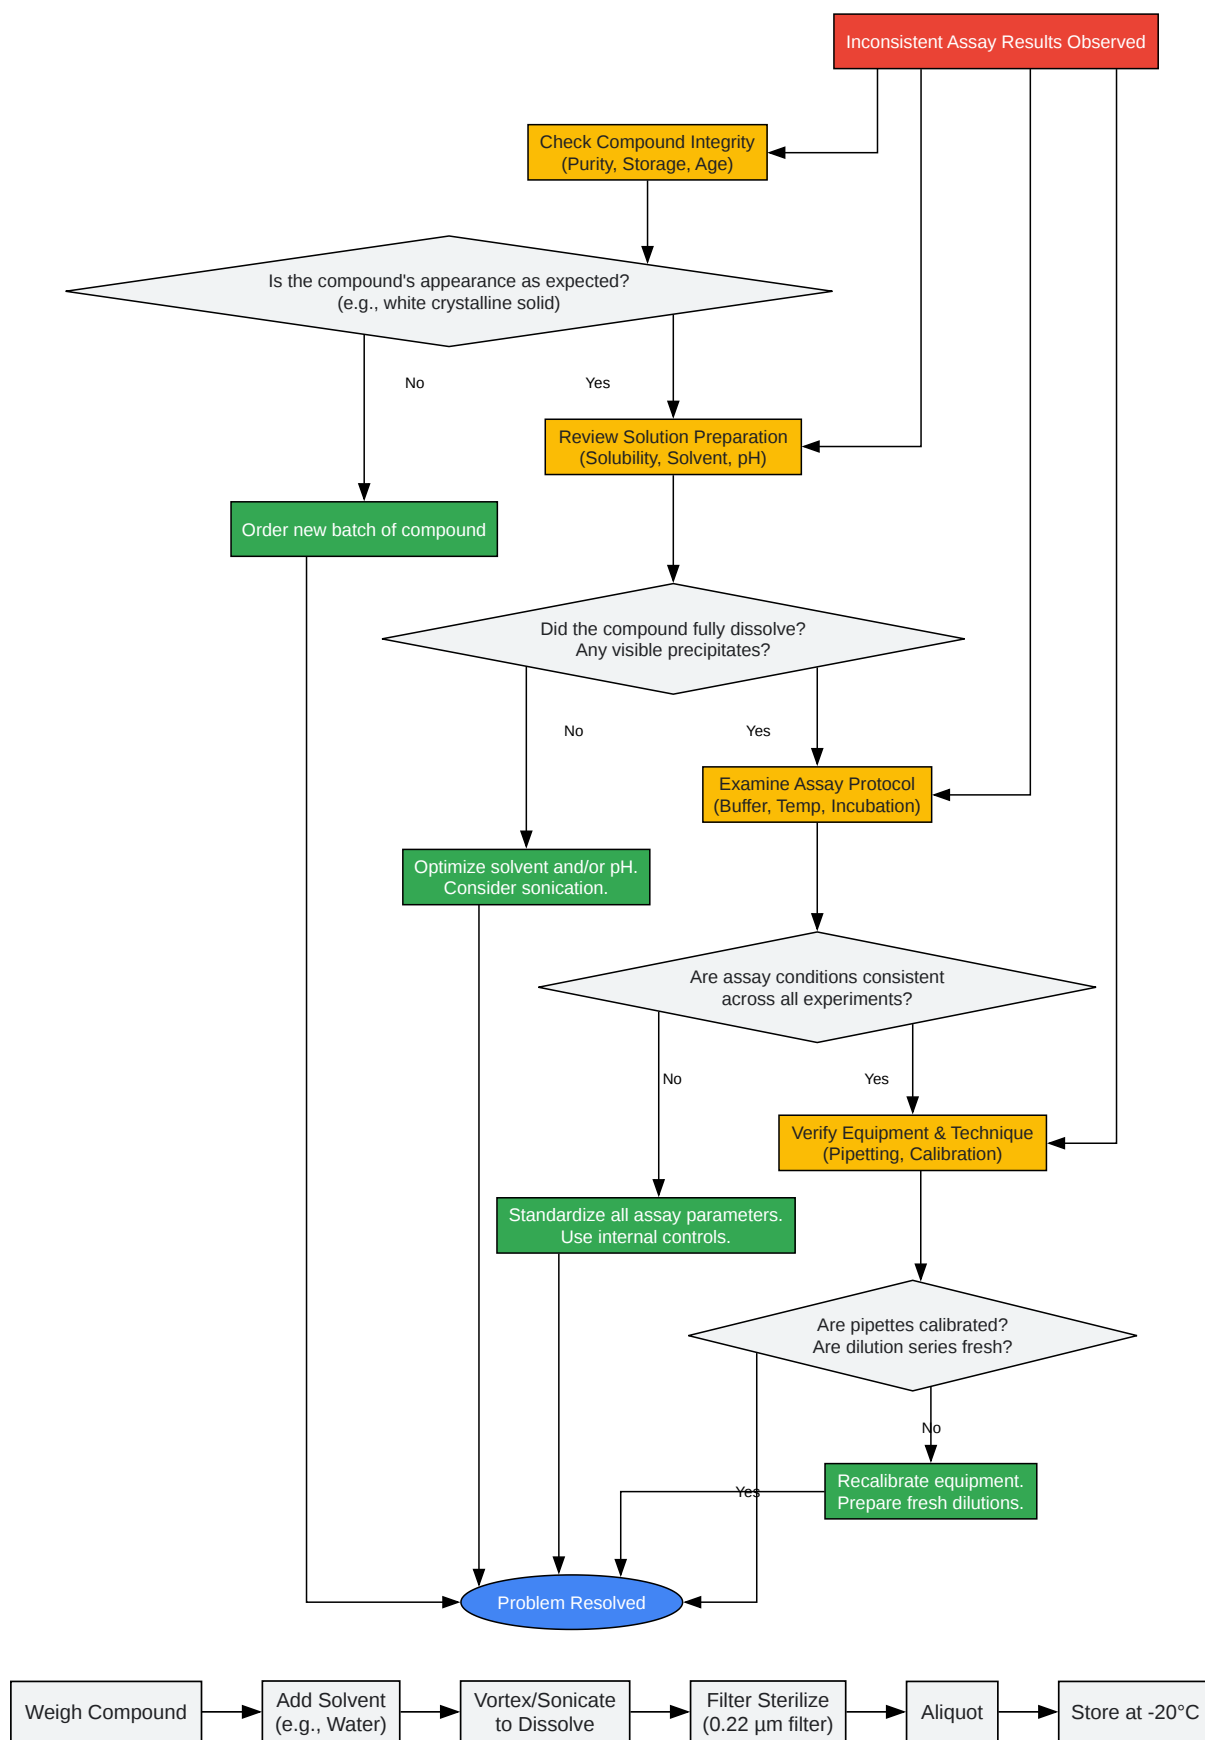 Inconsistent Assay Results Observed
Check Compound Integrity
(Purity, Storage, Age)
Is the compound's appearance as expected?
(e.g., white crystalline solid)
No
Yes
Review Solution Preparation
(Solubility, Solvent, pH)
Order new batch of compound
Did the compound fully dissolve?
Any visible precipitates?
No
Yes
Examine Assay Protocol
(Buffer, Temp, Incubation)
Optimize solvent and/or pH.
Consider sonication.
Are assay conditions consistent
across all experiments?
No
Yes
Verify Equipment & Technique
(Pipetting, Calibration)
Standardize all assay parameters.
Use internal controls.
Are pipettes calibrated?
Are dilution series fresh?
No
Recalibrate equipment.
Prepare fresh dilutions.
Yes
Problem Resolved
Weigh Compound
Add Solvent
(e.g., Water)
Vortex/Sonicate
to Dissolve
Filter Sterilize
(0.22 µm filter)
Aliquot
Store at -20°C